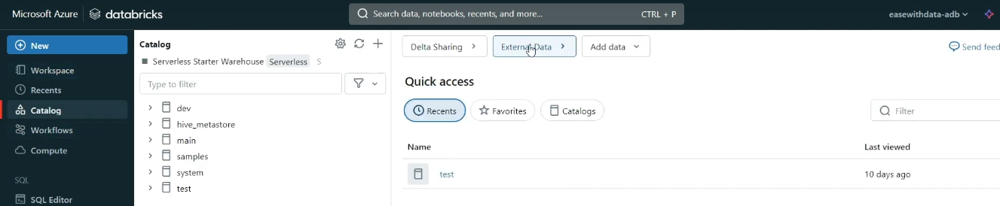 Microsoft Azure databricks
Search data, notebooks, recents, and more... CTRL + P
easewithdata-adb
New
Workspace
Recents
Catalog
Workflows
Compute
SQL
SQL Editor
Catalog
Serverless Starter Warehouse Serverless S
Type to filter
dev
hive_metastore
main
samples
system
test
Delta Sharing
External Data
Add data
Send feed
Quick access
Recents Favorites Catalogs
Filter
Name Last viewed
test 10 days ago